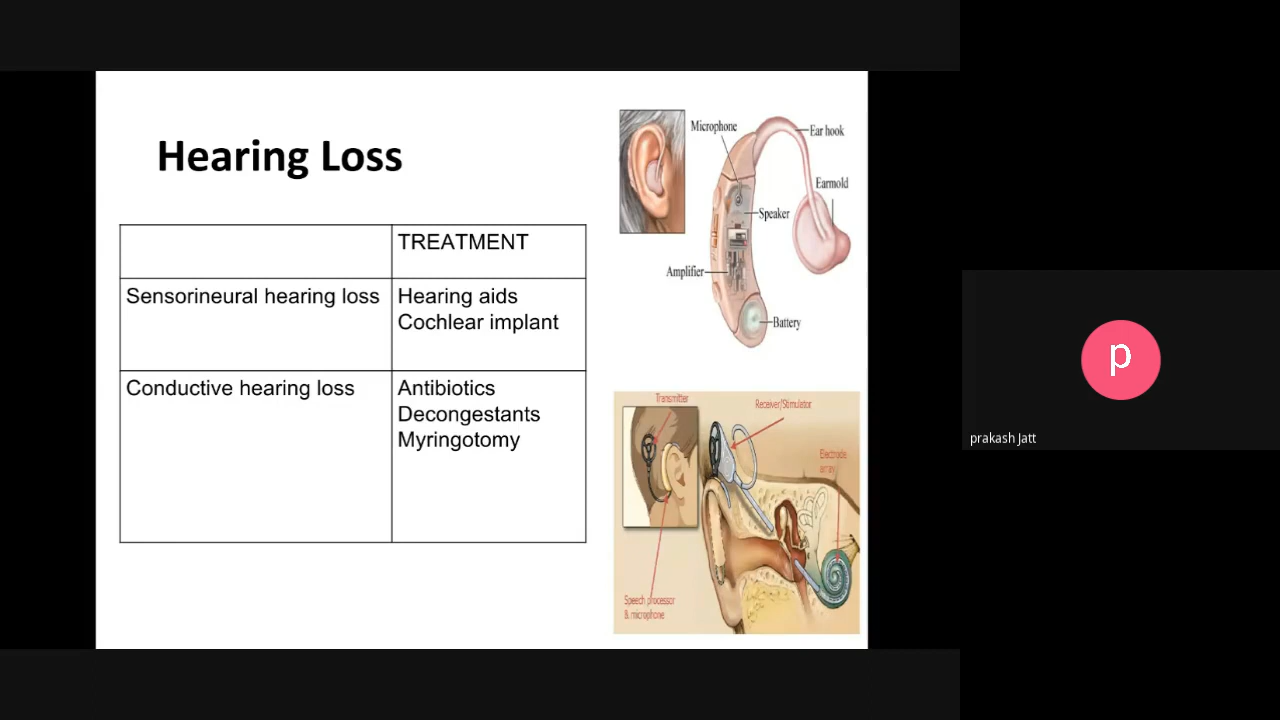 Hearing Loss
TREATMENT
Sensorineural hearing loss
Hearing aids
Cochlear implant
Conductive hearing loss
Antibiotics
Decongestants
Myringotomy
Microphone
Ear hook
Earmold
Speaker
Amplifier
Battery
Transmitter
Receiver/Stimulator
Electrode
array
Speech processor
& microphone
p
prakash Jatt